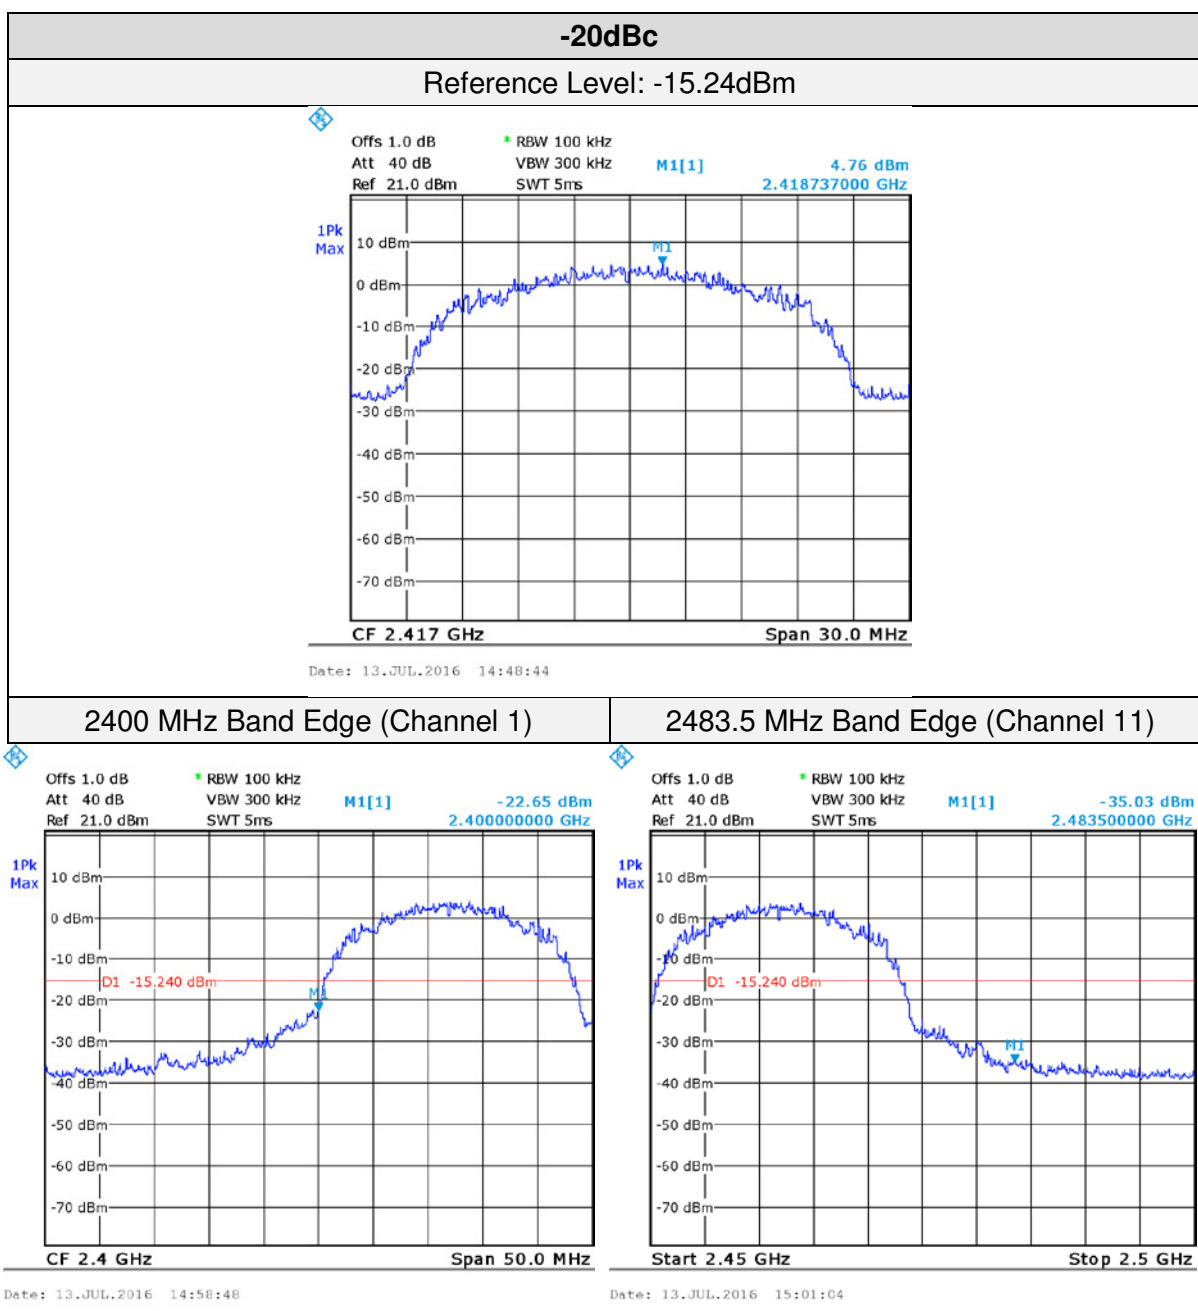 -20dBc
Reference Level: -15.24dBm
Offs 1.0 dB * RBW 100 kHz
Att 40 dB VBW 300 kHz M1[1] 4.76 dBm
Ref 21.0 dBm SWT 5ms 2.418737000 GHz
1Pk
Max
10 dBm
M1
0 dBm
-10 dBm
-20 dBm
-30 dBm
-40 dBm
-50 dBm
-60 dBm
-70 dBm
CF 2.417 GHz Span 30.0 MHz
Date: 13.JUL.2016 14:48:44
2400 MHz Band Edge (Channel 1)
Offs 1.0 dB * RBW 100 kHz
Att 40 dB VBW 300 kHz M1[1] -22.65 dBm
Ref 21.0 dBm SWT 5ms 2.400000000 GHz
1Pk
Max
10 dBm
0 dBm
-10 dBm
D1 -15.240 dBm
M1
-20 dBm
-30 dBm
-40 dBm
-50 dBm
-60 dBm
-70 dBm
CF 2.4 GHz Span 50.0 MHz
Date: 13.JUL.2016 14:58:48
2483.5 MHz Band Edge (Channel 11)
Offs 1.0 dB * RBW 100 kHz
Att 40 dB VBW 300 kHz M1[1] -35.03 dBm
Ref 21.0 dBm SWT 5ms 2.483500000 GHz
1Pk
Max
10 dBm
0 dBm
-10 dBm
D1 -15.240 dBm
-20 dBm
-30 dBm
M1
-40 dBm
-50 dBm
-60 dBm
-70 dBm
Start 2.45 GHz Stop 2.5 GHz
Date: 13.JUL.2016 15:01:04